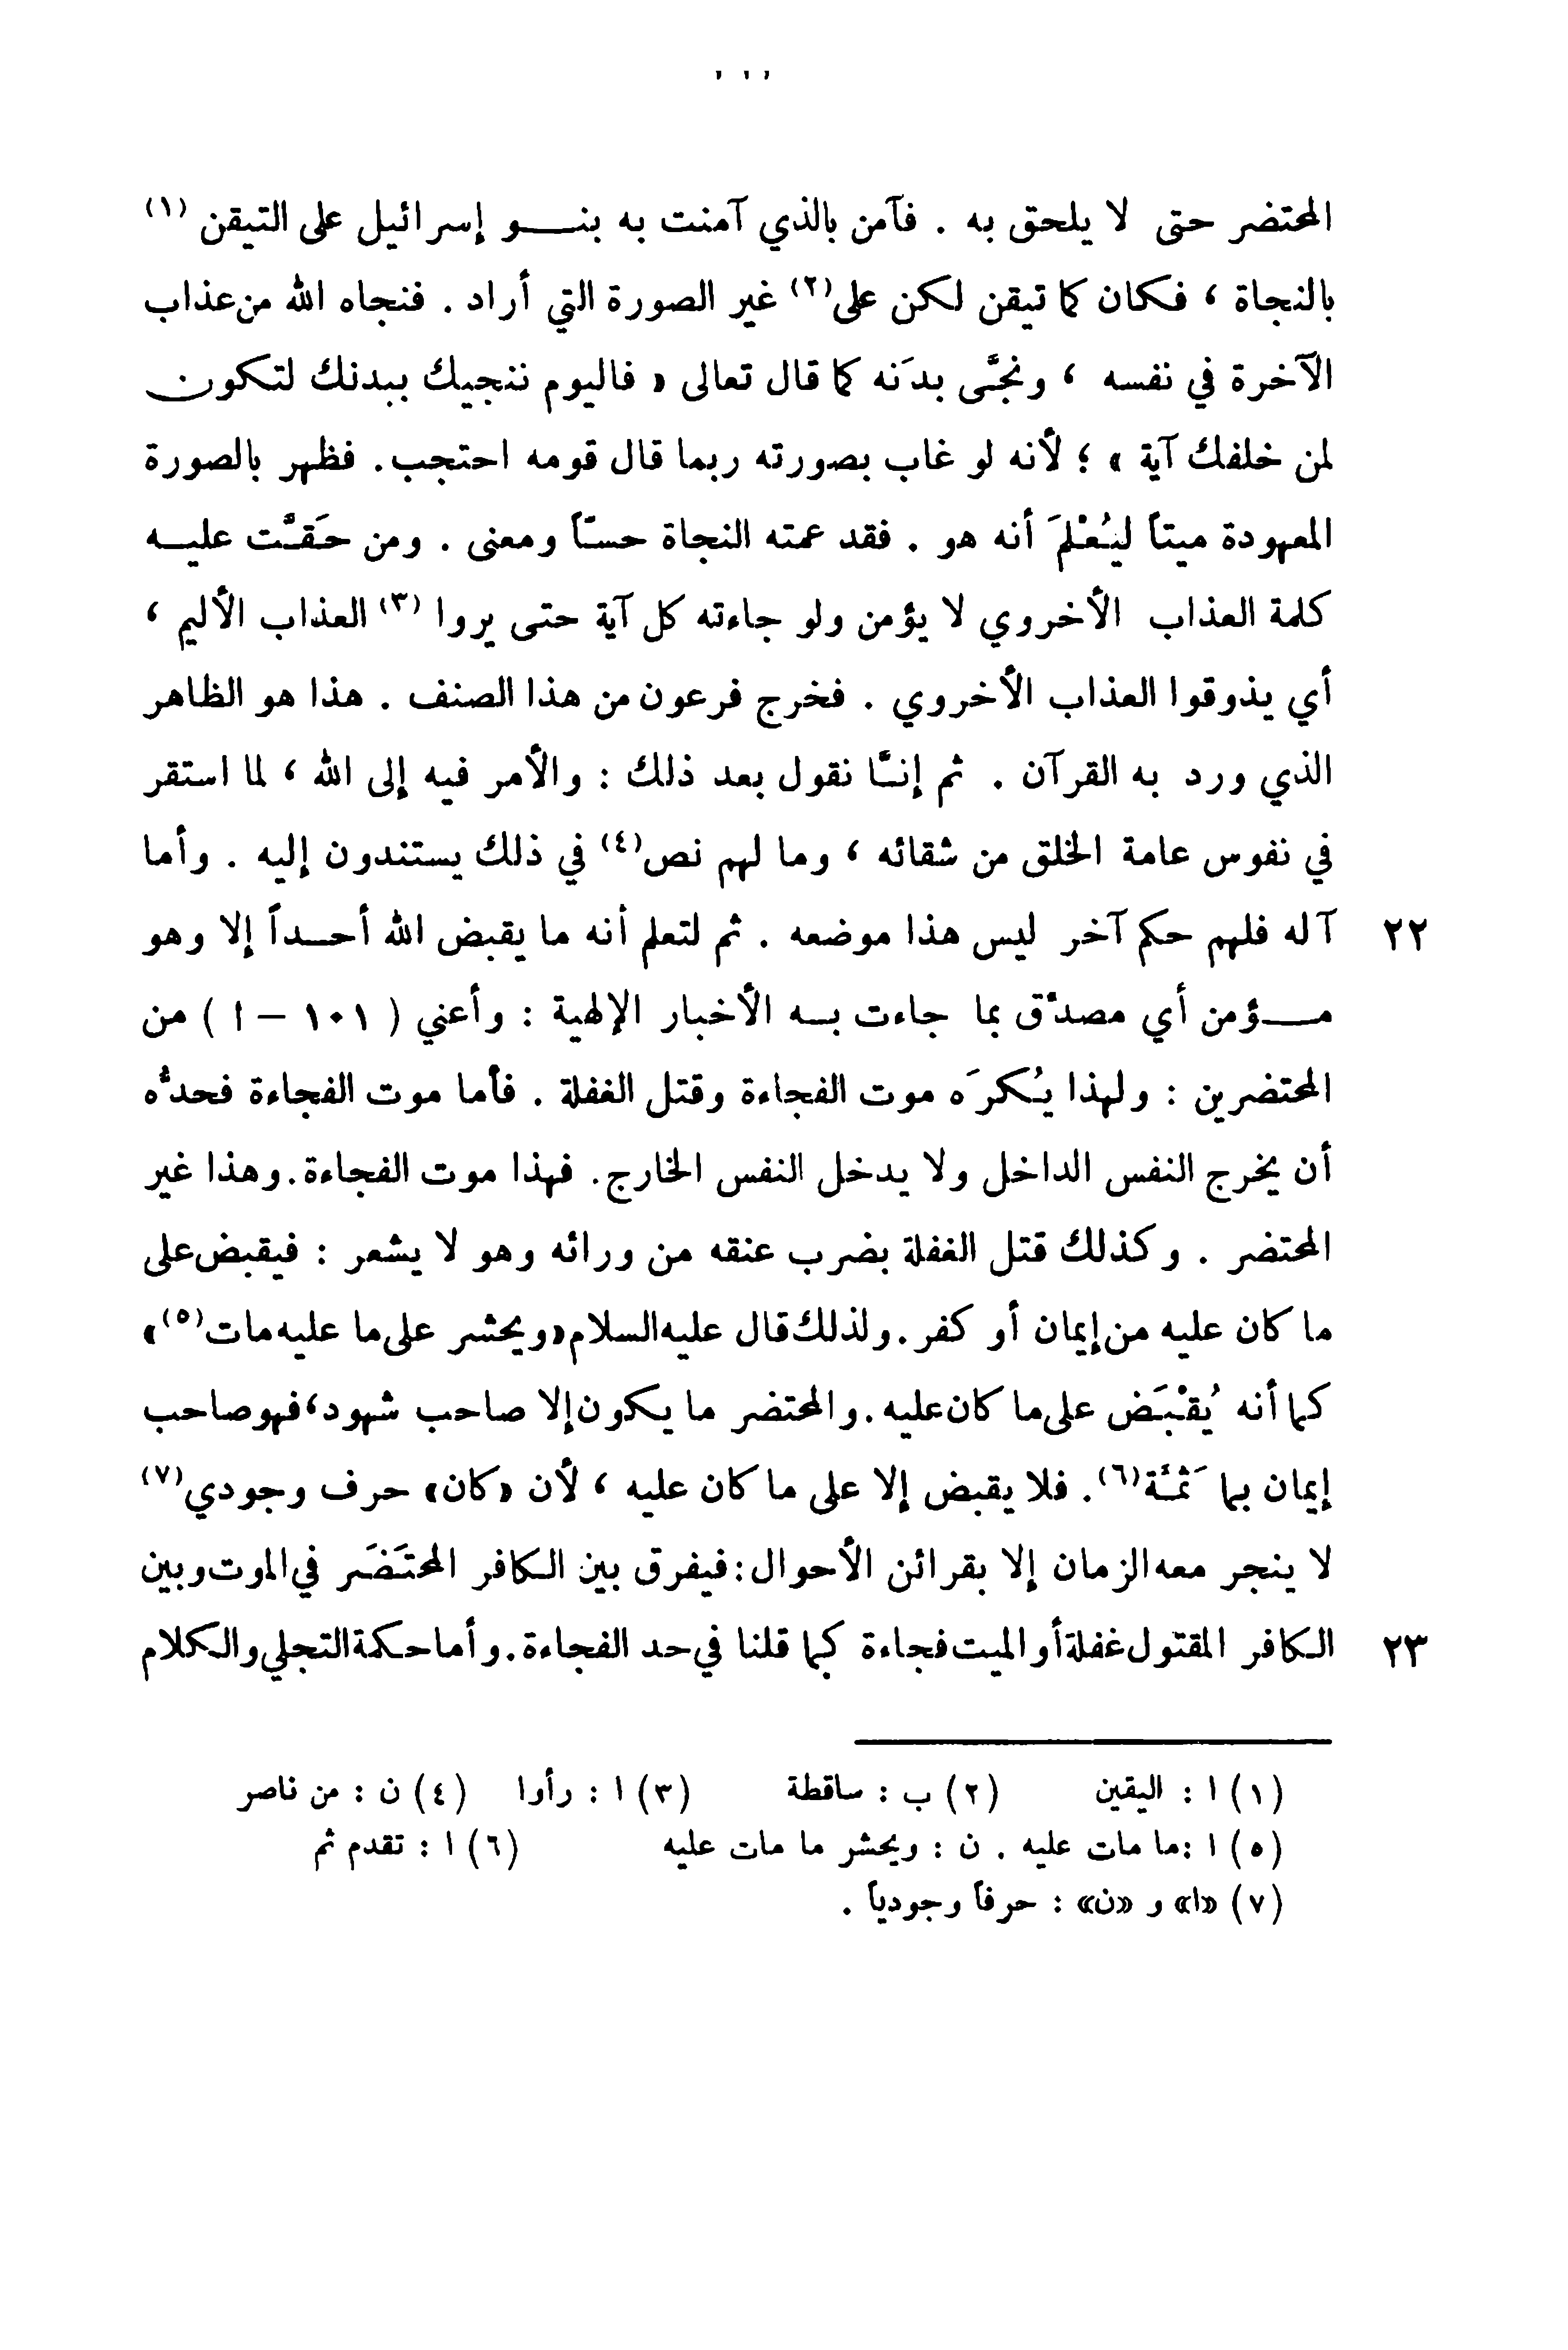 المحتضر حتى لا يلحق به . فآمن بالذي آمنت به بنــو إسرائيل على التيقن (١)
بالنجاة ، فكان كما تيقن لكن على(٢) غير الصورة التي أراد . فنجاه الله من عذاب
الآخرة في نفسه ، ونجَّى بدَنه كما قال تعالى « فاليوم ننجيك ببدنك لتكون
لمن خلفك آية » ؛ لأنه لو غاب بصورته ربما قال قومه احتجب. فظهر بالصورة
المعهودة ميتاً ليُعْلَمَ أنه هو . فقد عمته النجاة حسّاً ومعنى . ومن حَقَّت عليـه
كلمة العذاب الأخروي لا يؤمن ولو جاءته كل آية حتى يروا (٣) العذاب الأليم ،
أي يذوقوا العذاب الأخروي . فخرج فرعون من هذا الصنف . هذا هو الظاهر
الذي ورد به القرآن . ثم إنَّا نقول بعد ذلك : والأمر فيه إلى الله ، لما استقر
في نفوس عامة الخلق من شقائه ، وما لهم نص(٤) في ذلك يستندون إليه . وأما
٢٢ آله فلهم حكم آخر ليس هذا موضعه . ثم لتعلم أنه ما يقبض الله أحـداً إلا وهو
مــؤمن أي مصدِّق بما جاءت بـه الأخبار الإلهية : وأعني ( ١٠١ – ا ) من
المحتضرين : ولهذا يُكرَه موت الفجاءة وقتل الغفلة . فأما موت الفجاءة فحدُّه
أن يخرج النفس الداخل ولا يدخل النفس الخارج. فهذا موت الفجاءة.وهذا غير
المحتضر . وكذلك قتل الغفلة بضرب عنقه من ورائه وهو لا يشعر : فيقبض على
ما كان عليه من إيمان أو كفر.ولذلك قال عليه السلام «ويحشر على ما عليه مات(٥)»
كما أنه يُقْبَض على ما كان عليه.والمحتضر ما يكون إلا صاحب شهود، فهو صاحب
إيمان بما ثَمَّة(٦). فلا يقبض إلا على ما كان عليه ، لأن «كان» حرف وجودي(٧)
لا ينجر معه الزمان إلا بقرائن الأحوال: فيفرق بين الكافر المحتَضَر في الموت وبين
٢٣ الكافر المقتول غفلة أو الميت فجاءة كما قلنا في حد الفجاءة. وأما حكمة التجلي والكلام
(١) ا : اليقين (٢) ب : ساقطة (٣) ا : رأوا (٤) ن : من ناصر
(٥) ا :ما مات عليه . ن : ويحشر ما مات عليه (٦) ا : تقدم ثم
(٧) «ا» و «ن» : حرفاً وجودياً .